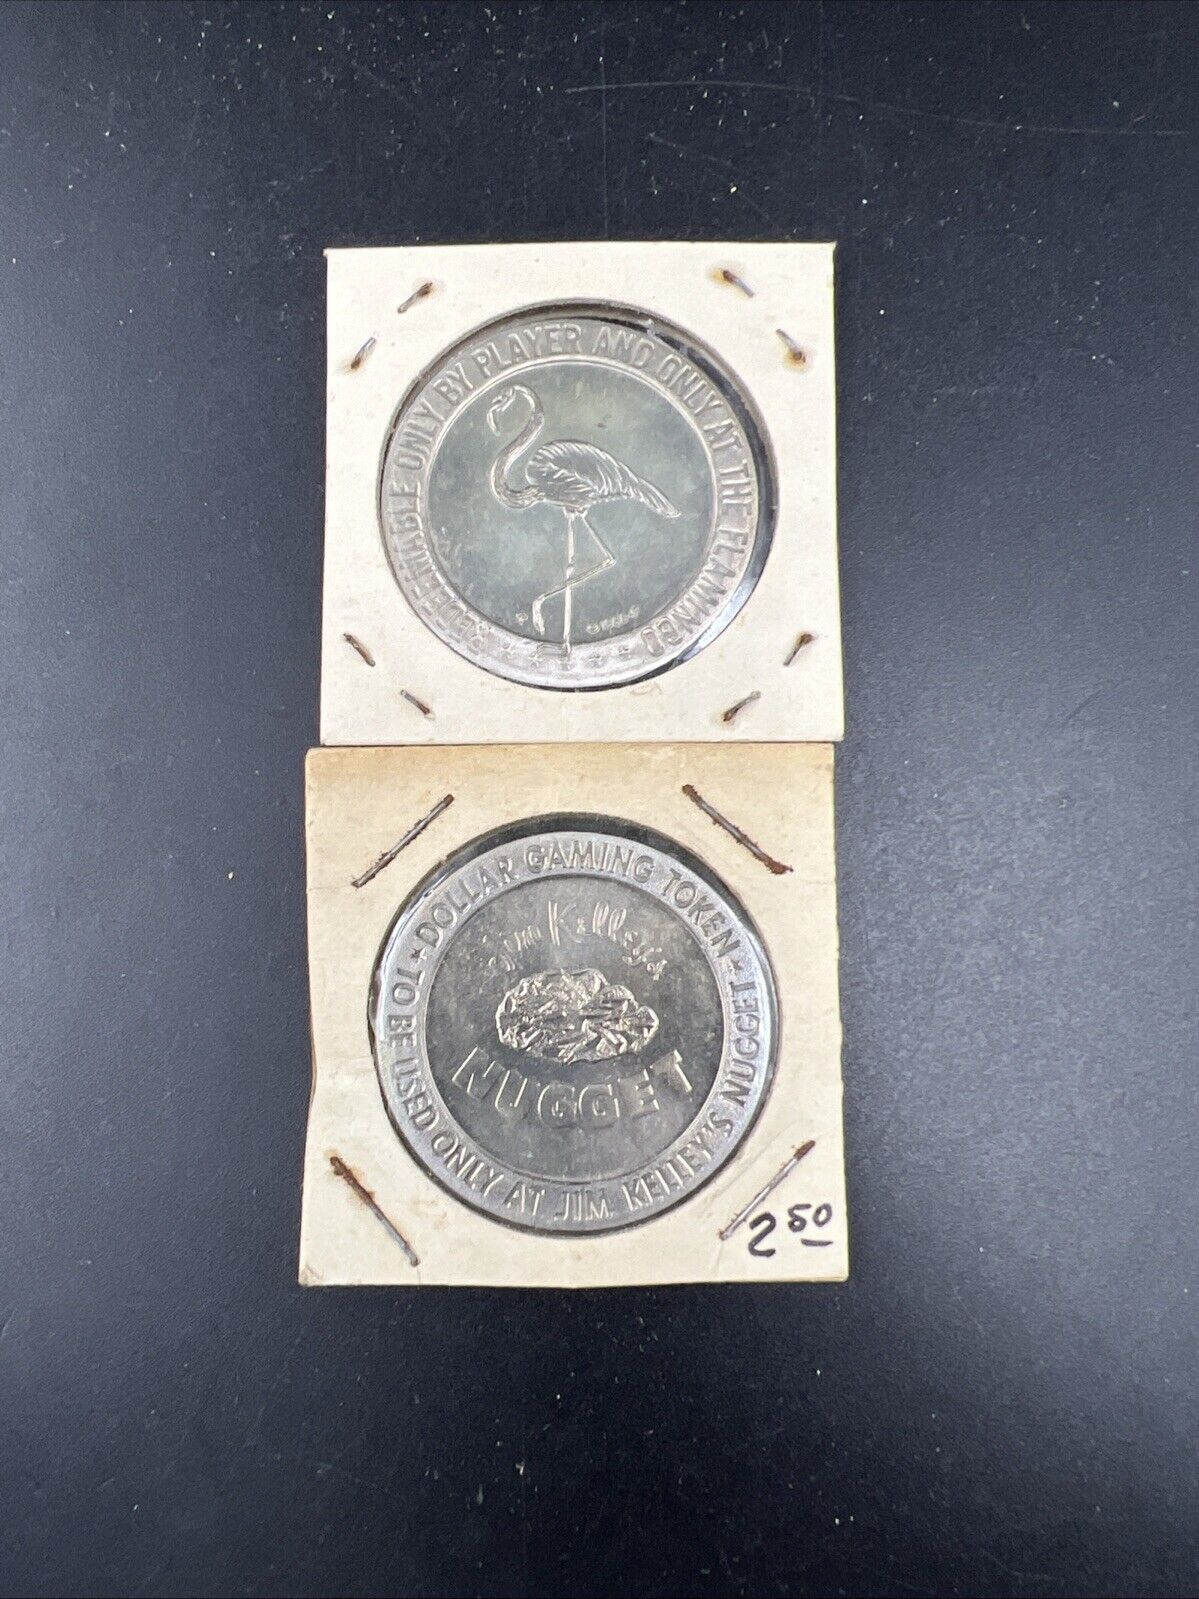 REDEEMABLE ONLY BY PLAYER AND ONLY AT THE FLAMINGO
DOLLAR GAMING TOKEN
Jim Kelley's
NUGGET
TO BE USED ONLY AT JIM KELLEY'S NUGGET
2 50